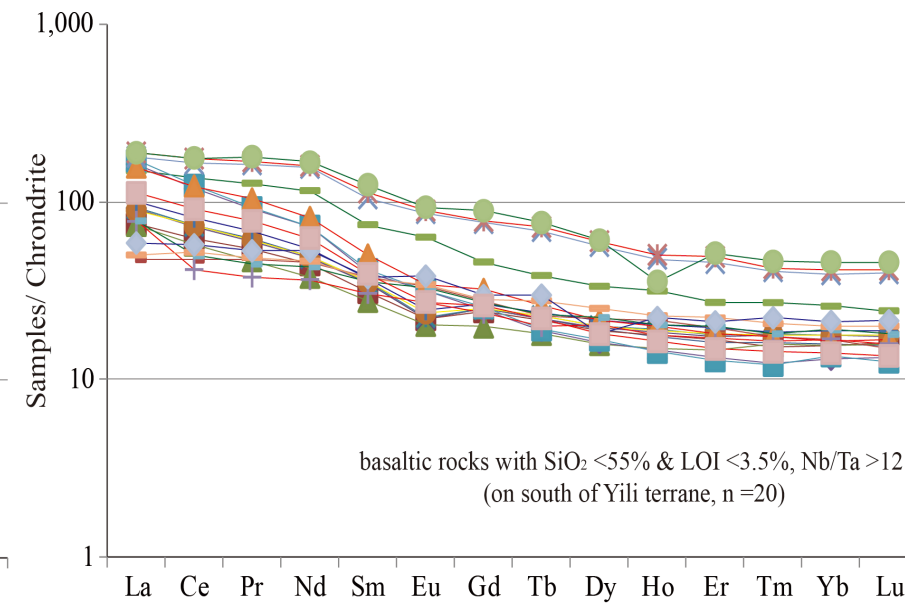 1,000
100
10
1
Samples/ Chondrite
basaltic rocks with SiO₂ <55% & LOI <3.5%, Nb/Ta >12
(on south of Yili terrane, n =20)
La Ce Pr Nd Sm Eu Gd Tb Dy Ho Er Tm Yb Lu